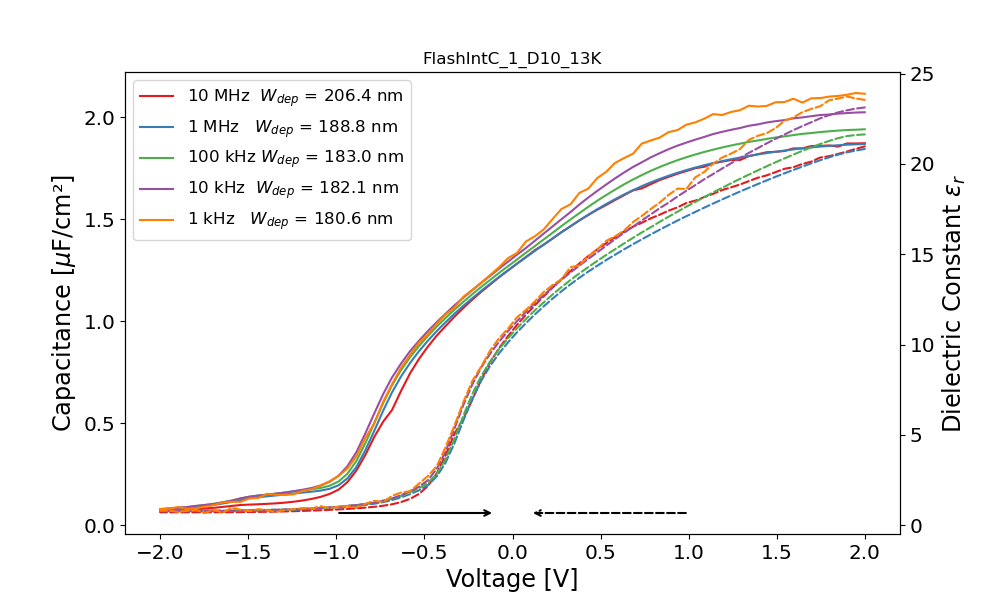 FlashIntC_1_D10_13K
10 MHz W_dep = 206.4 nm
1 MHz W_dep = 188.8 nm
100 kHz W_dep = 183.0 nm
10 kHz W_dep = 182.1 nm
1 kHz W_dep = 180.6 nm
Capacitance [μF/cm²]
2.0
1.5
1.0
0.5
0.0
25
20
15
10
5
0
Dielectric Constant ε_r
−2.0 −1.5 −1.0 −0.5 0.0 0.5 1.0 1.5 2.0
Voltage [V]